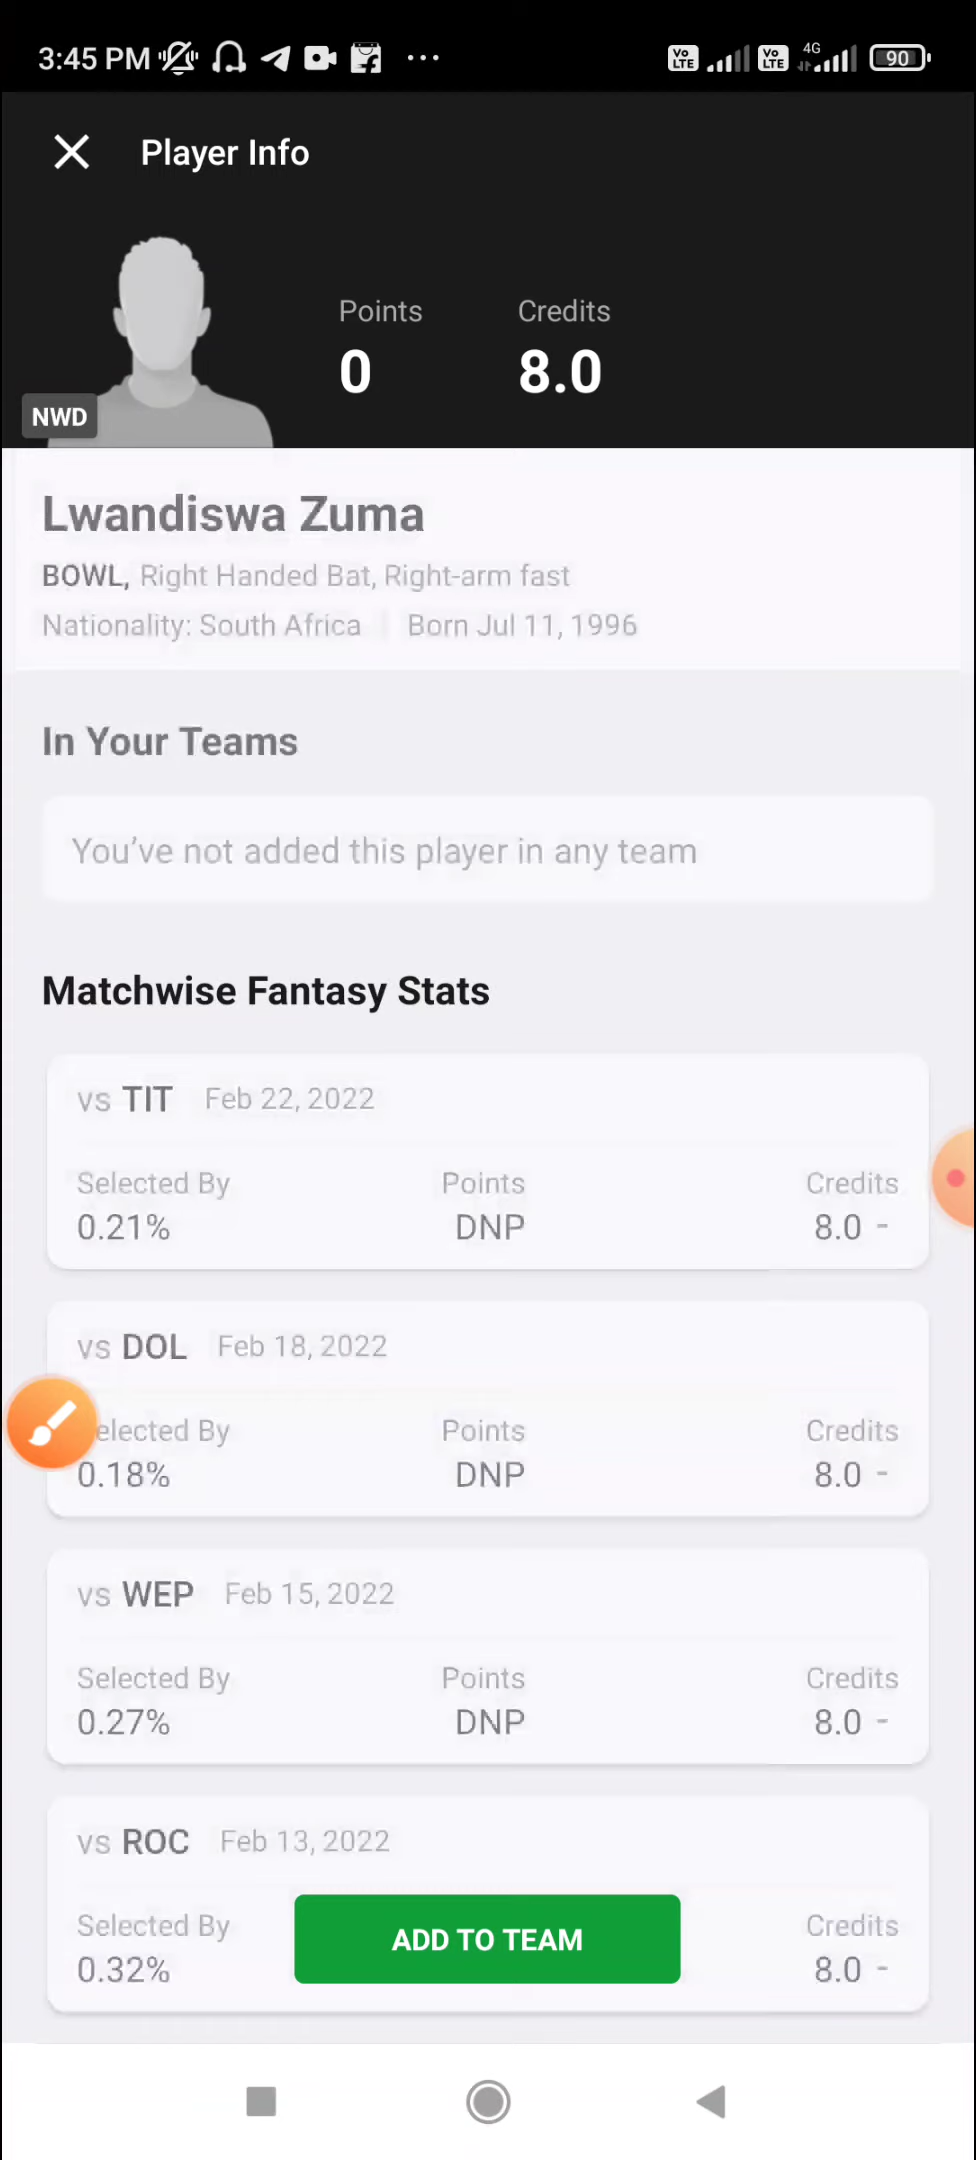 3:45 PM ... Vo LTE Vo LTE 4G 90
Player Info
Points Credits
0 8.0
NWD
Lwandiswa Zuma
BOWL, Right Handed Bat, Right-arm fast
Nationality: South Africa | Born Jul 11, 1996
In Your Teams
You’ve not added this player in any team
Matchwise Fantasy Stats
vs TIT Feb 22, 2022
Selected By Points Credits
0.21% DNP 8.0 -
vs DOL Feb 18, 2022
elected By Points Credits
0.18% DNP 8.0 -
vs WEP Feb 15, 2022
Selected By Points Credits
0.27% DNP 8.0 -
vs ROC Feb 13, 2022
Selected By Credits
ADD TO TEAM
0.32% 8.0 -